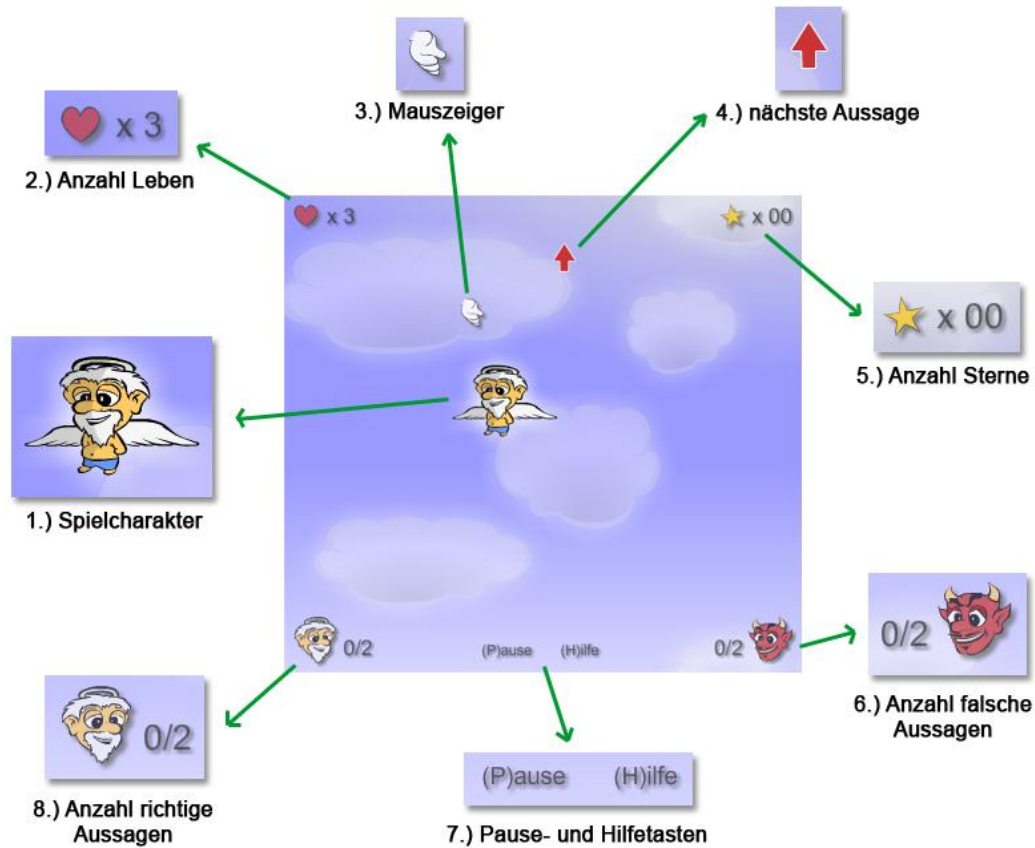 3.) Mauszeiger
4.) nächste Aussage
x 3
2.) Anzahl Leben
x 3
x 00
x 00
5.) Anzahl Sterne
1.) Spielcharakter
0/2
(P)ause (H)ilfe
0/2
0/2
6.) Anzahl falsche
Aussagen
0/2
8.) Anzahl richtige
Aussagen
(P)ause (H)ilfe
7.) Pause- und Hilfetasten